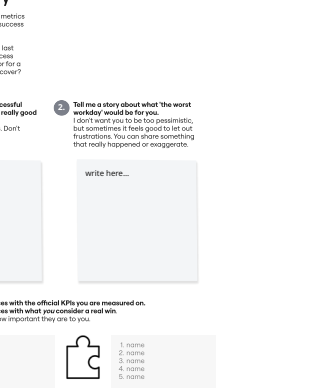 y
metrics
success
last
cess
or for a
cover?
cessful
really good
. Don't
2.
Tell me a story about what 'the worst
workday' would be for you.
I don't want you to be too pessimistic,
but sometimes it feels good to let out
frustrations. You can share something
that really happened or exaggerate.
write here...
ces with the official KPIs you are measured on.
ces with what you consider a real win.
ow important they are to you.
1. name
2. name
3. name
4. name
5. name